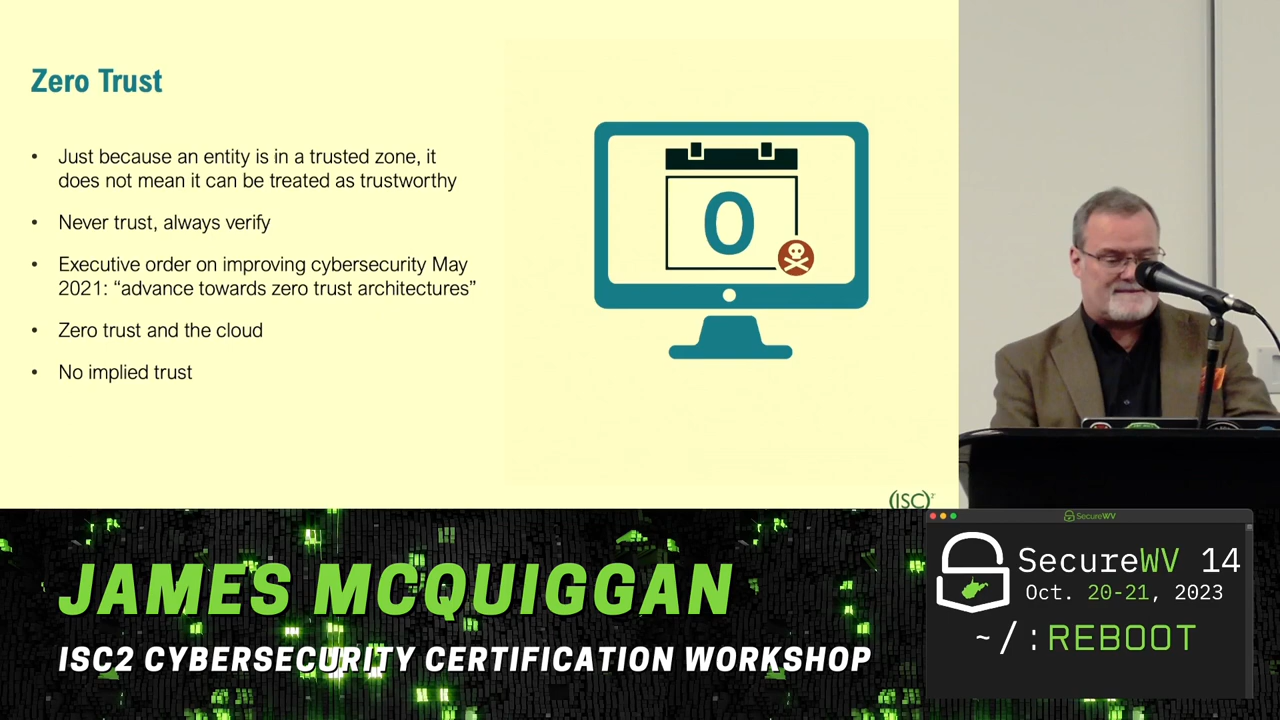 Zero Trust
• Just because an entity is in a trusted zone, it
does not mean it can be treated as trustworthy
• Never trust, always verify
• Executive order on improving cybersecurity May
2021: “advance towards zero trust architectures”
• Zero trust and the cloud
• No implied trust
0
(ISC)²
JAMES MCQUIGGAN
ISC2 CYBERSECURITY CERTIFICATION WORKSHOP
SecureWV
SecureWV 14
Oct. 20-21, 2023
~/:REBOOT